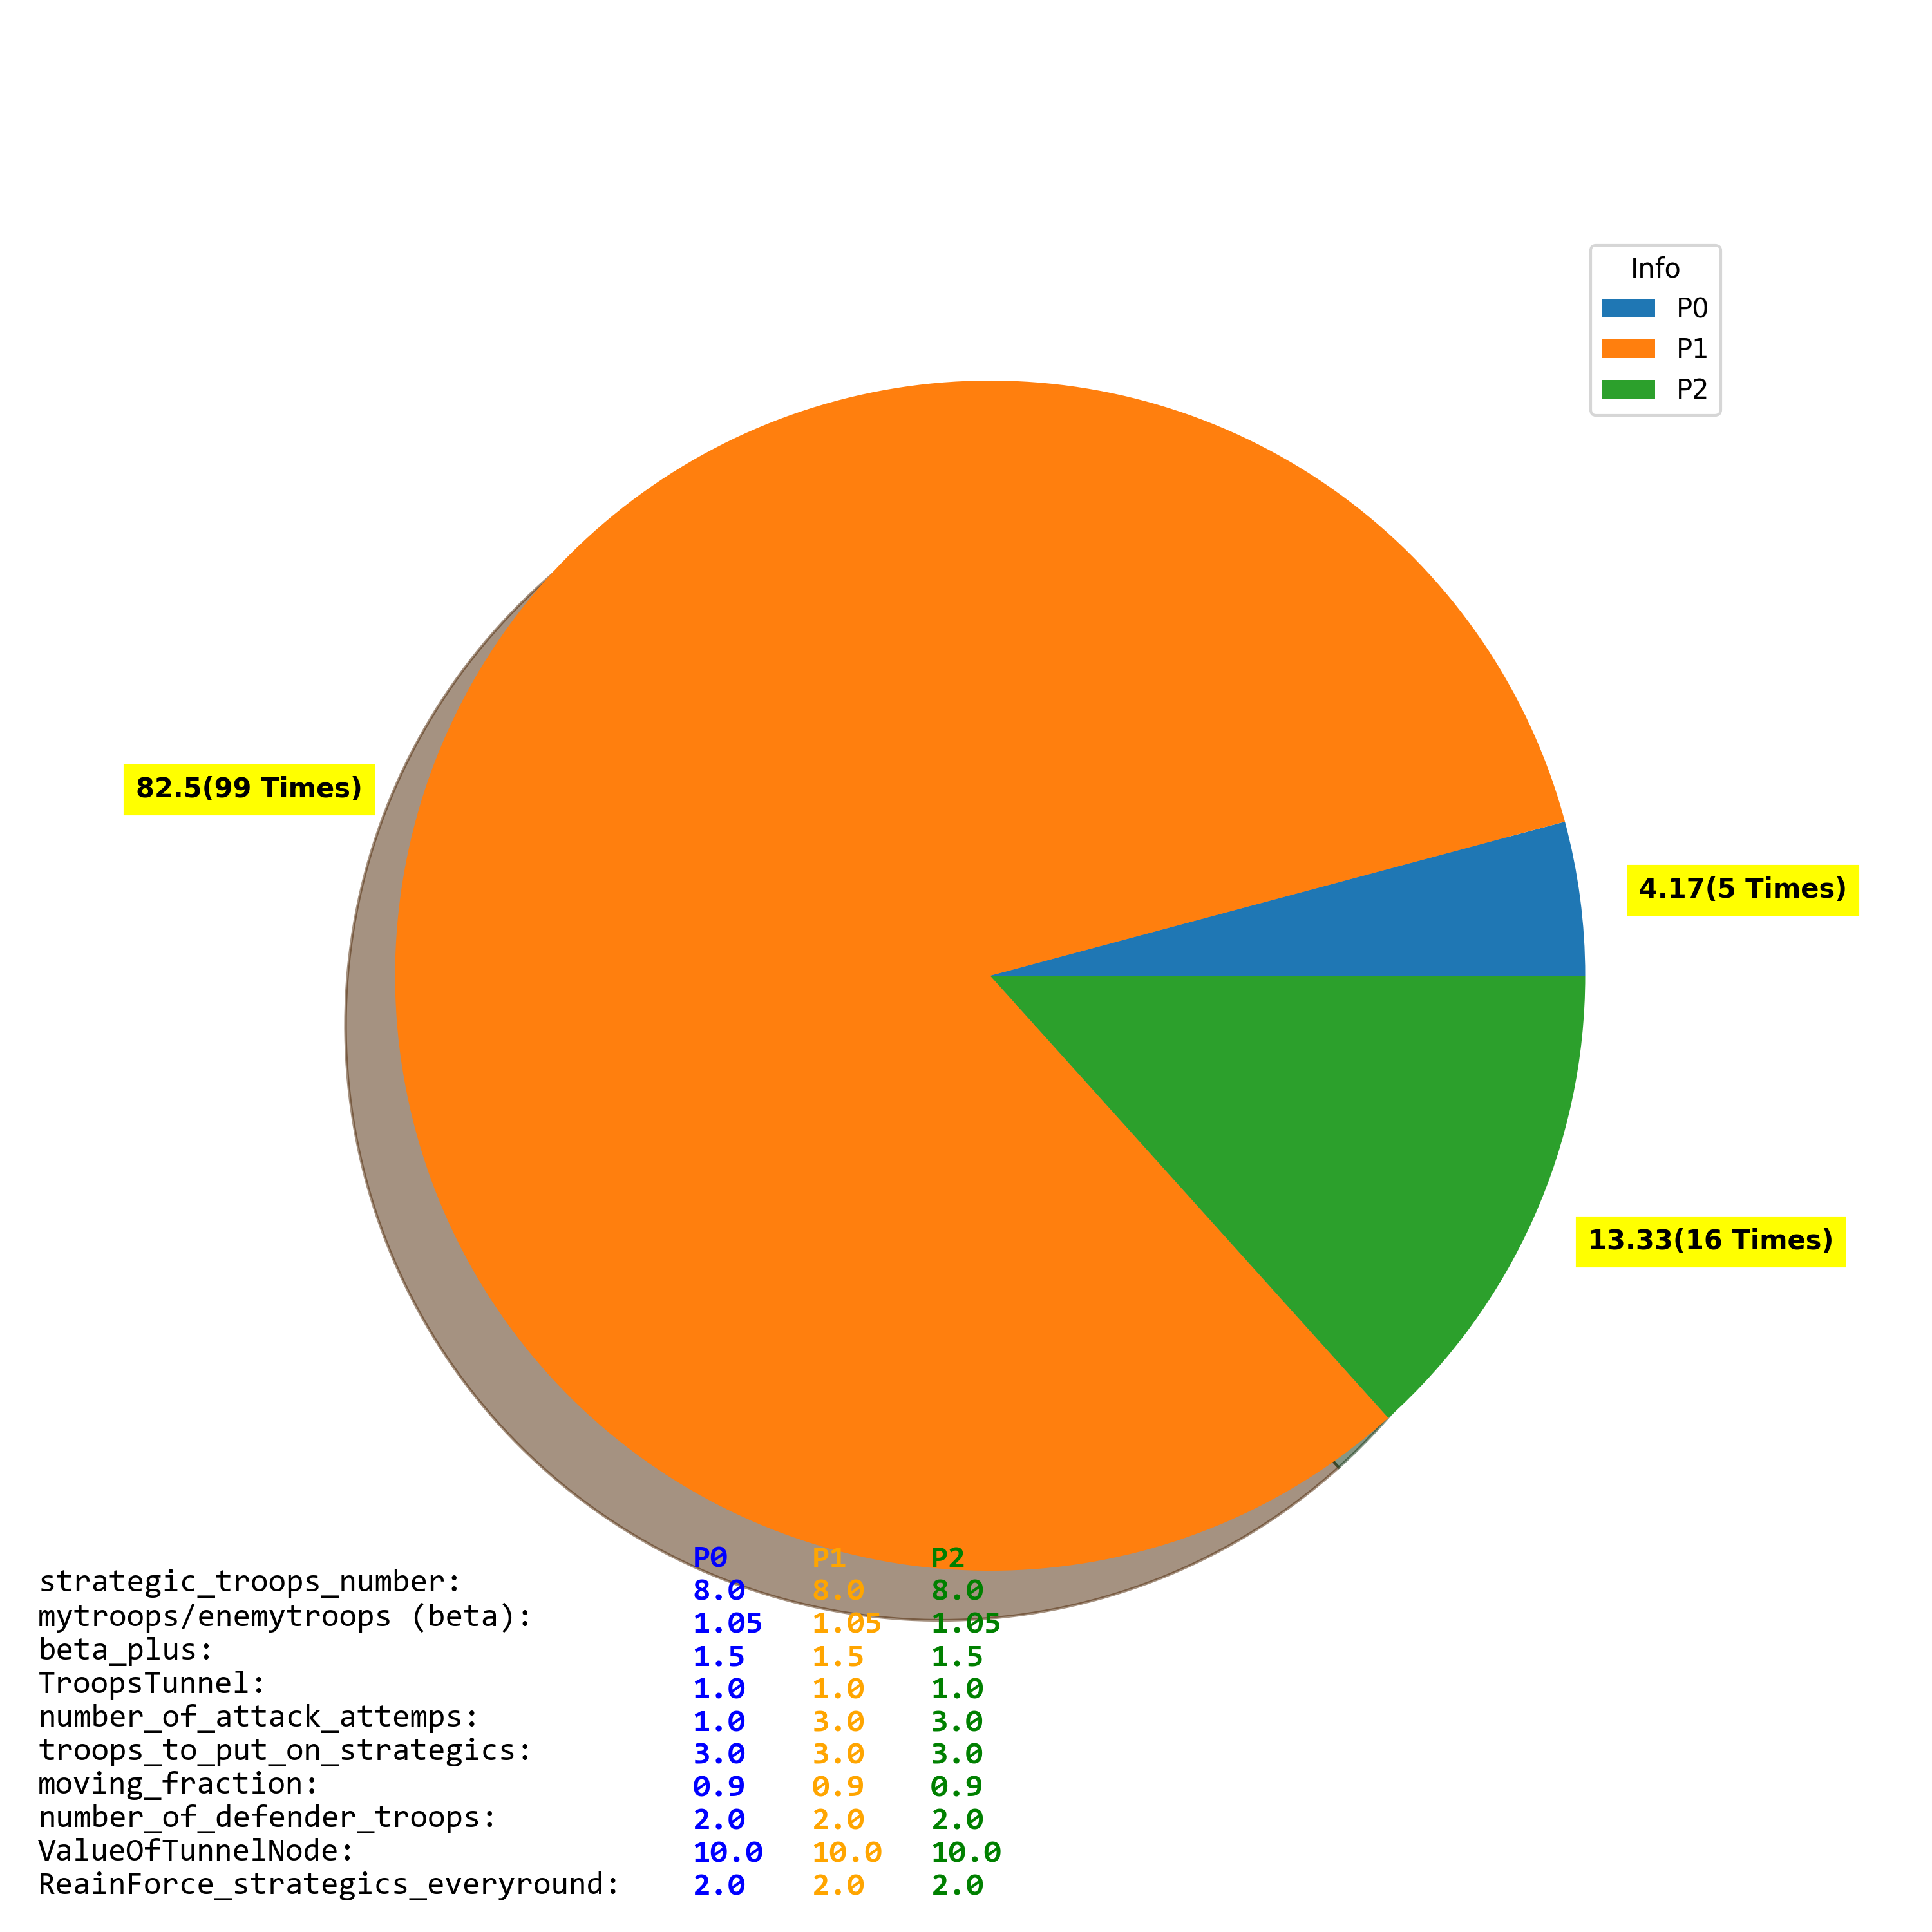 Info
P0
P1
P2
82.5(99 Times)
4.17(5 Times)
13.33(16 Times)
P0 P1 P2
strategic_troops_number: 8.0 8.0 8.0
mytroops/enemytroops (beta): 1.05 1.05 1.05
beta_plus: 1.5 1.5 1.5
TroopsTunnel: 1.0 1.0 1.0
number_of_attack_attemps: 1.0 3.0 3.0
troops_to_put_on_strategics: 3.0 3.0 3.0
moving_fraction: 0.9 0.9 0.9
number_of_defender_troops: 2.0 2.0 2.0
ValueOfTunnelNode: 10.0 10.0 10.0
ReainForce_strategics_everyround: 2.0 2.0 2.0